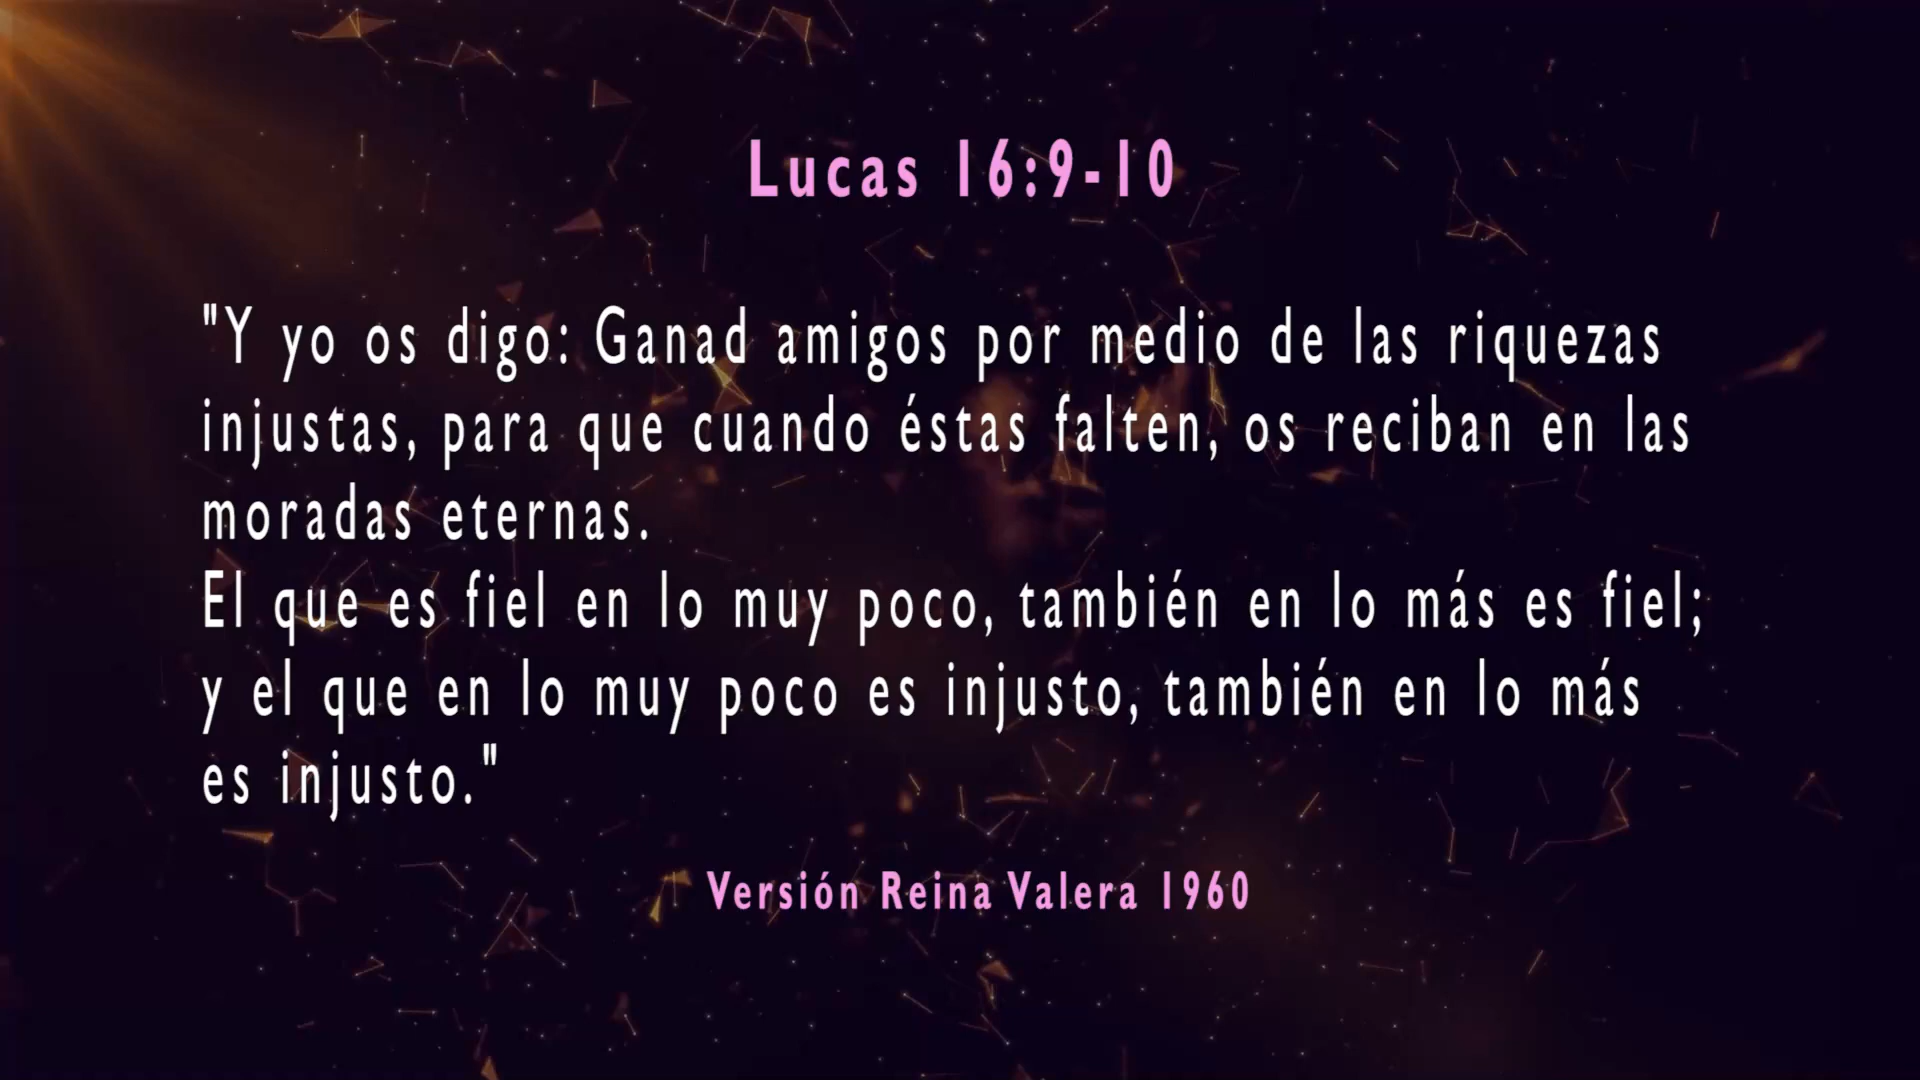 Lucas 16:9-10
"Y yo os digo: Ganad amigos por medio de las riquezas
injustas, para que cuando éstas falten, os reciban en las
moradas eternas.
El que es fiel en lo muy poco, también en lo más es fiel;
y el que en lo muy poco es injusto, también en lo más
es injusto."
Versión Reina Valera 1960